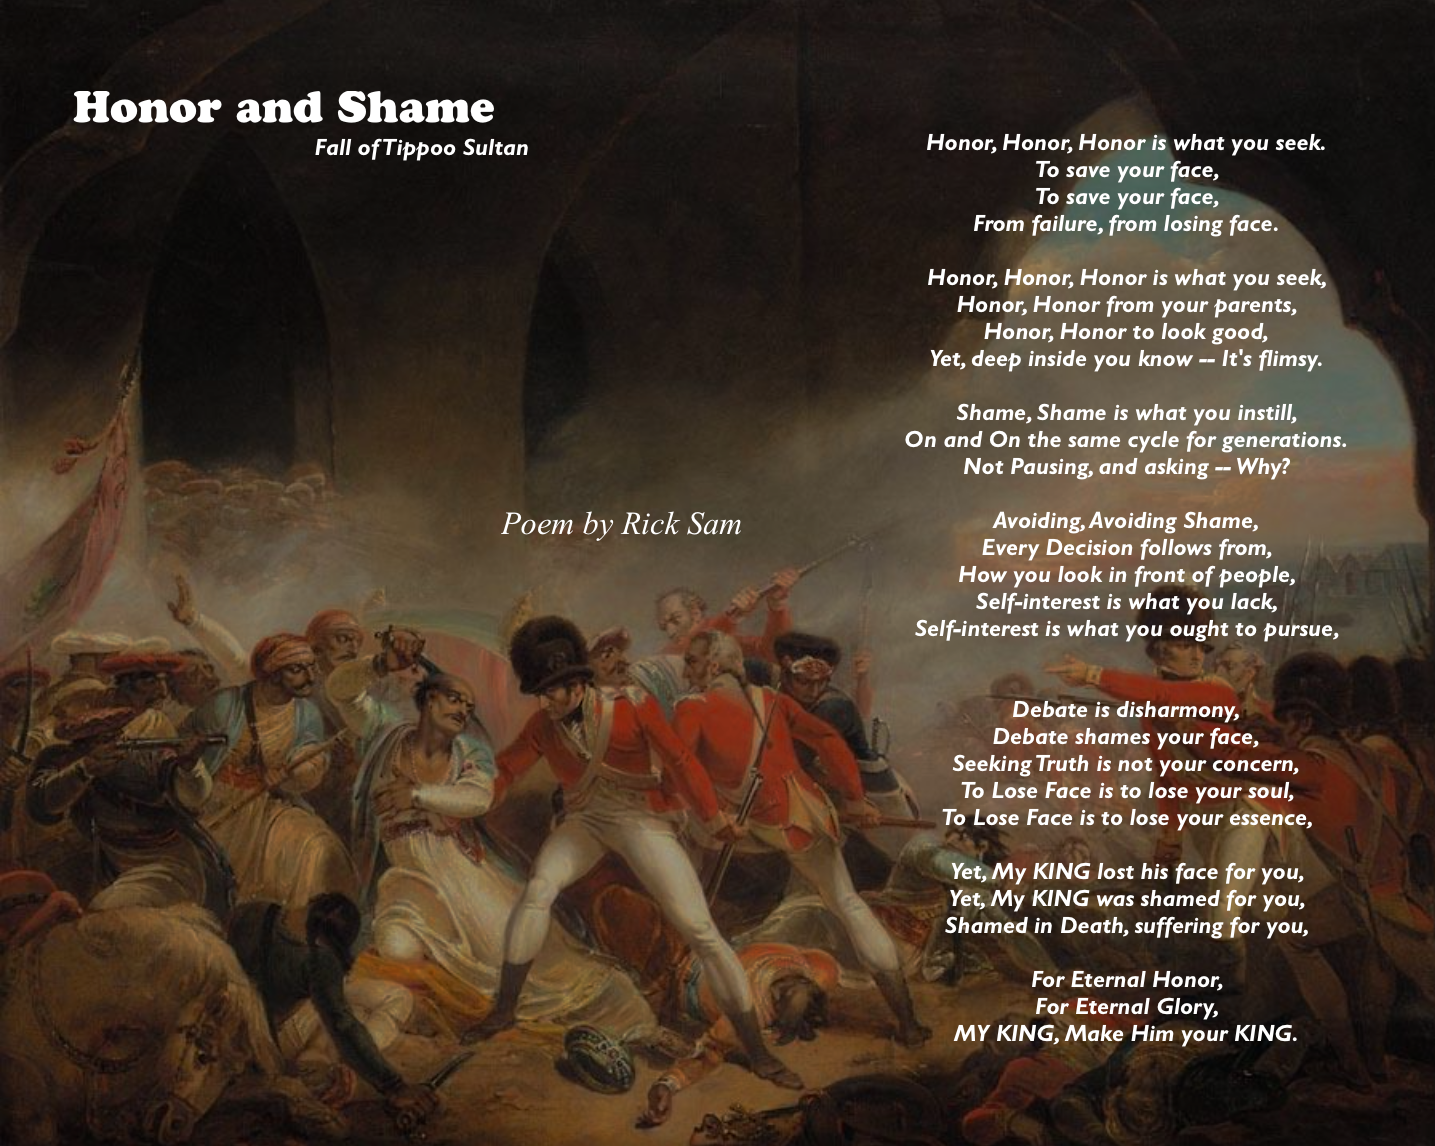 Honor and Shame
Fall of Tippoo Sultan
Poem by Rick Sam
Honor, Honor, Honor is what you seek.
To save your face,
To save your face,
From failure, from losing face.
Honor, Honor, Honor is what you seek,
Honor, Honor from your parents,
Honor, Honor to look good,
Yet, deep inside you know -- It's flimsy.
Shame, Shame is what you instill,
On and On the same cycle for generations.
Not Pausing, and asking -- Why?
Avoiding, Avoiding Shame,
Every Decision follows from,
How you look in front of people,
Self-interest is what you lack,
Self-interest is what you ought to pursue,
Debate is disharmony,
Debate shames your face,
Seeking Truth is not your concern,
To Lose Face is to lose your soul,
To Lose Face is to lose your essence,
Yet, My KING lost his face for you,
Yet, My KING was shamed for you,
Shamed in Death, suffering for you,
For Eternal Honor,
For Eternal Glory,
MY KING, Make Him your KING.